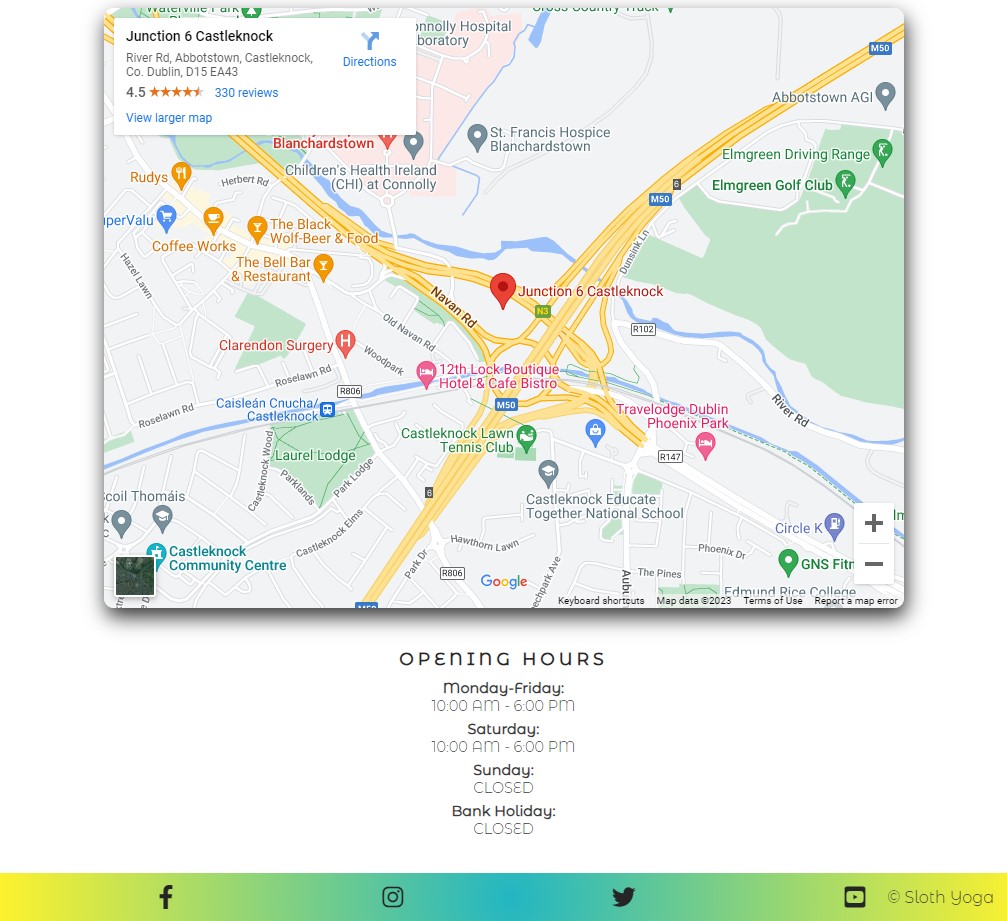 Waterville Park
Cross Country Track
Junction 6 Castleknock
River Rd, Abbotstown, Castleknock,
Co. Dublin, D15 EA43
4.5
330 reviews
View larger map
Directions
Connolly Hospital
M50
Abbotstown AGI
Blanchardstown
St. Francis Hospice
Blanchardstown
Elmgreen Driving Range
Children's Health Ireland
(CHI) at Connolly
Rudys
Herbert Rd
6
Elmgreen Golf Club
M50
uperValu
The Black
Wolf-Beer & Food
Coffee Works
Dunsink Ln
The Bell Bar
& Restaurant
Hazel Lawn
Navan Rd
Junction 6 Castleknock
N3
Old Navan Rd
R102
Clarendon Surgery
Woodpark
12th Lock Boutique
Hotel & Cafe Bistro
Roselawn Rd
R806
Caisleán Cnucha/
Castleknock
M50
River Rd
Roselawn Rd
Travelodge Dublin
Phoenix Park
Castleknock Lawn
Tennis Club
Castleknock Wood
Laurel Lodge
R147
Parklands
Park Lodge
6
Scoil Thomáis
Castleknock Educate
Together National School
Castleknock Elms
Circle K
Castleknock
Community Centre
Hawthorn Lawn
Phoenix Dr
Park Dr
GNS Fitn
R806
The Pines
Google
Edmund Rice College
M50
Keyboard shortcuts
Map data ©2023
Terms of Use
Report a map error
OPENING HOURS
Monday-Friday:
10:00 AM - 6:00 PM
Saturday:
10:00 AM - 6:00 PM
Sunday:
CLOSED
Bank Holiday:
CLOSED
© Sloth Yoga